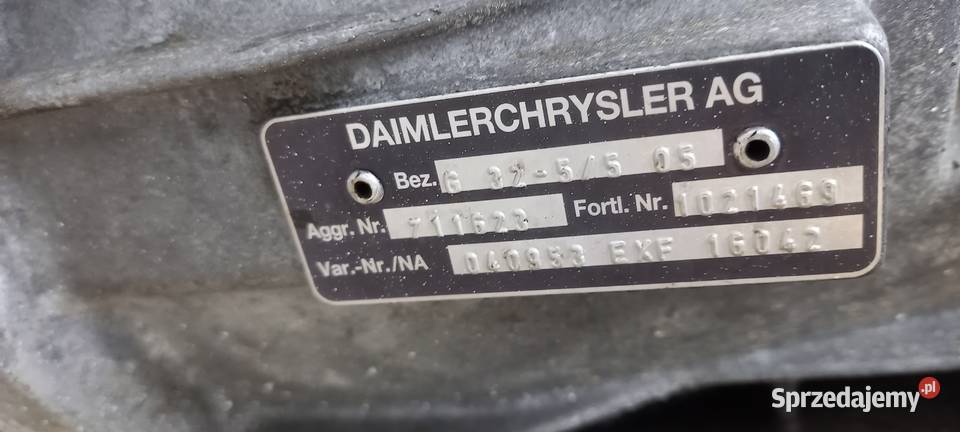 DAIMLERCHRYSLER AG
Bez. G 32-5/5 05
Aggr. Nr. 711623 Fortl. Nr. 1021469
Var.-Nr./NA 040953 EXF 16042
Sprzedajemy.pl